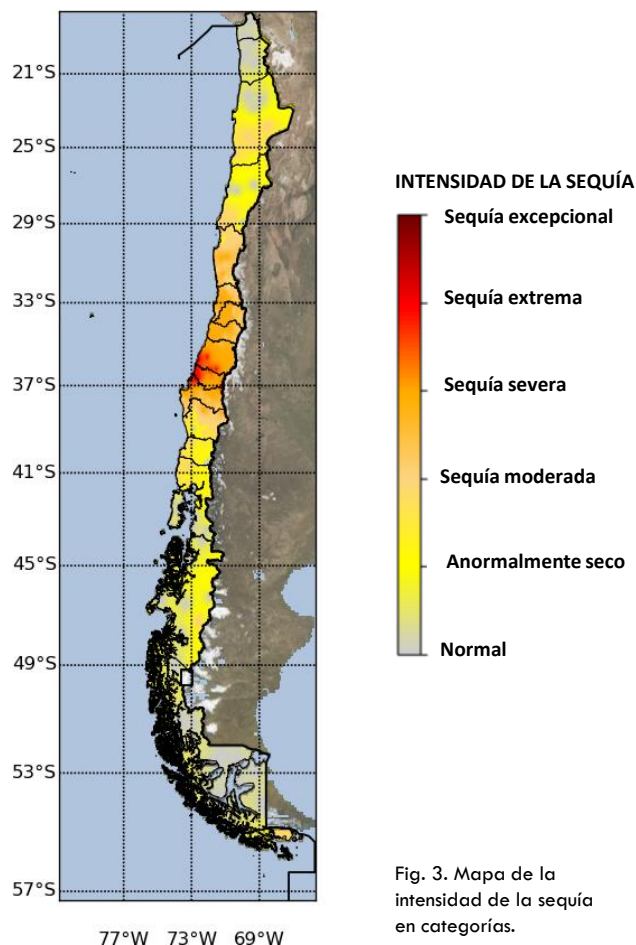 21°S
25°S
29°S
33°S
37°S
41°S
45°S
49°S
53°S
57°S
77°W 73°W 69°W
INTENSIDAD DE LA SEQUÍA
Sequía excepcional
Sequía extrema
Sequía severa
Sequía moderada
Anormalmente seco
Normal
Fig. 3. Mapa de la
intensidad de la sequía
en categorías.